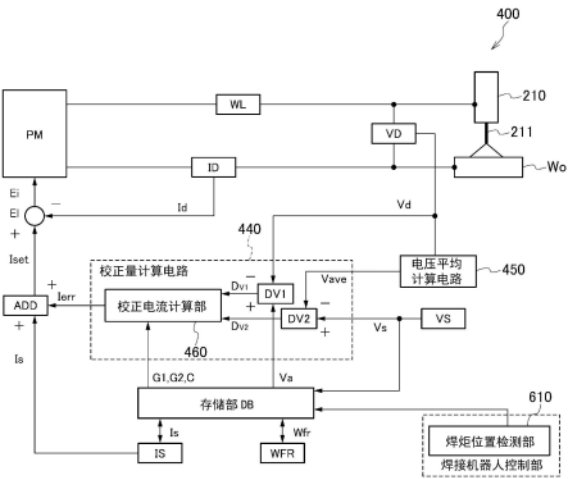 400
PM
WL
210
VD
211
ID
Wo
Ei
EI
−
Id
Vd
+
Iset
440
校正量计算电路
电压平均
计算电路
450
Vave
DV1
−
DV1
+
Ierr
+
ADD
+
校正电流计算部
DV2
DV2
−
+
Vs
VS
460
Is
G1,G2,C
Va
存储部 DB
610
Is
Wfr
焊炬位置检测部
IS
WFR
焊接机器人控制部